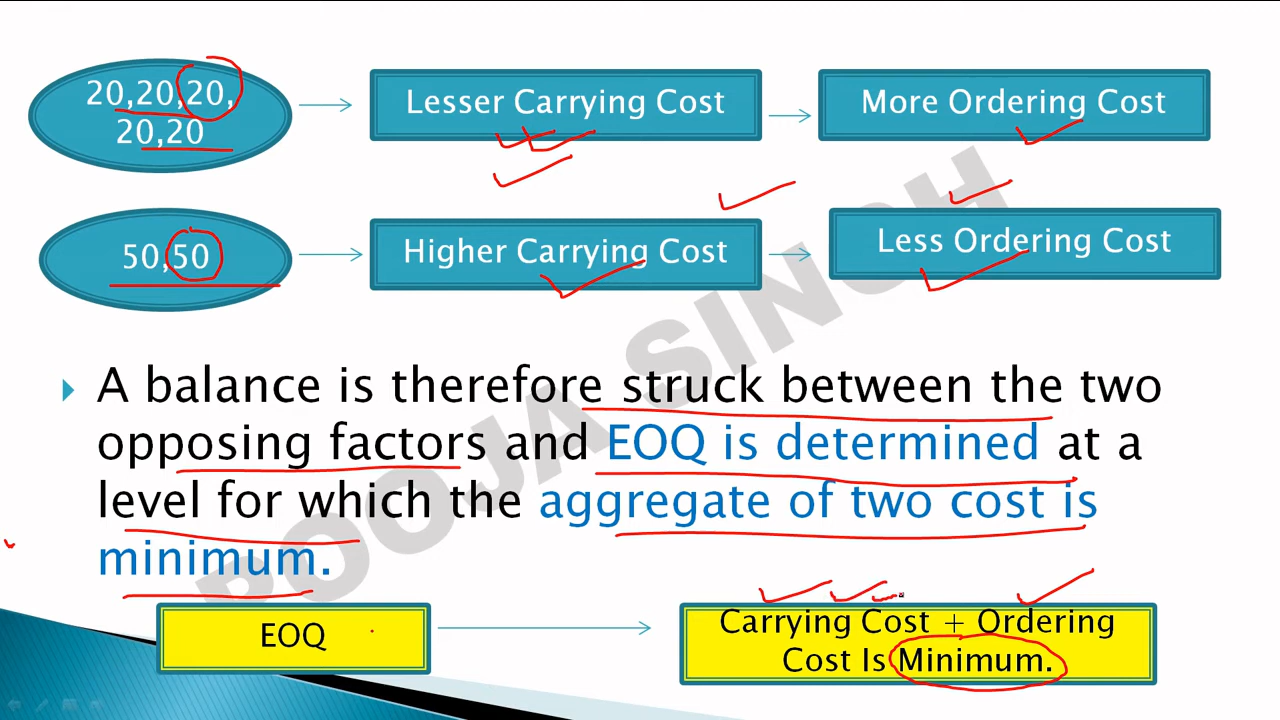 20,20,20,
20,20
Lesser Carrying Cost
More Ordering Cost
50,50
Higher Carrying Cost
Less Ordering Cost
A balance is therefore struck between the two
opposing factors and EOQ is determined at a
level for which the aggregate of two cost is
minimum.
EOQ
Carrying Cost + Ordering
Cost Is Minimum.
POOJA SINGH